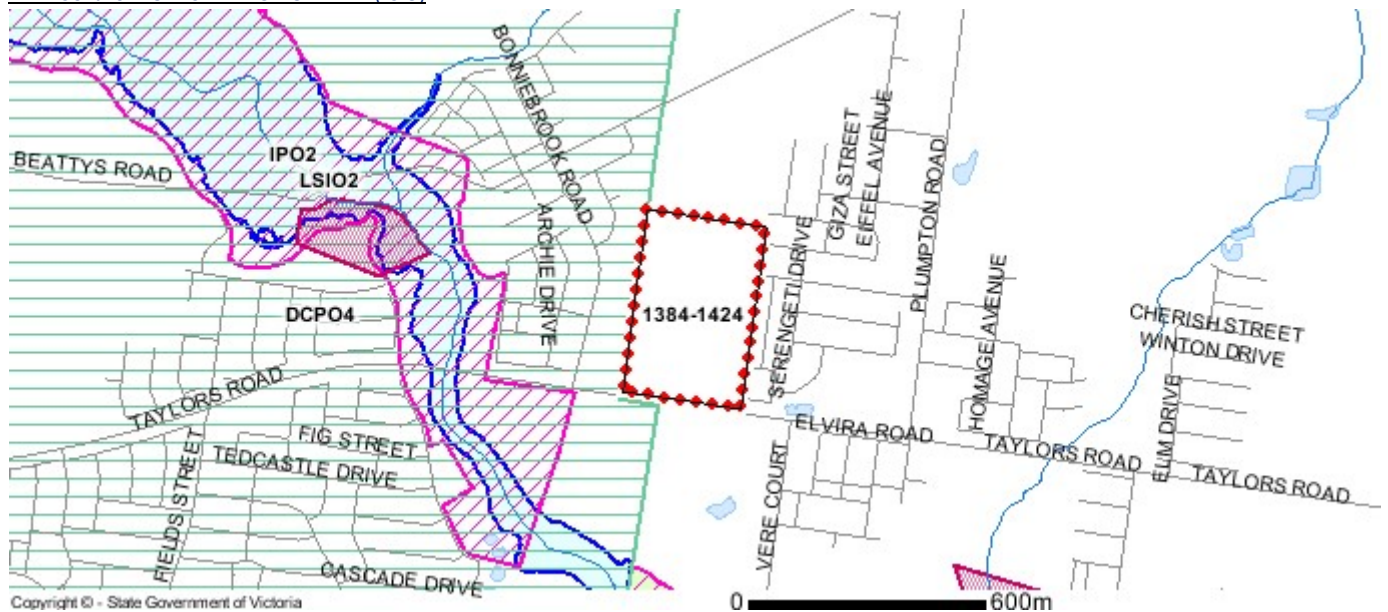 BONNIEBROOK ROAD
BEATTYS ROAD
IPO2
LSIO2
GIZA STREET
EIFFEL AVENUE
PLUMPTON ROAD
ARCHIE DRIVE
SERENGETI DRIVE
1384-1424
DCPO4
HOMAGE AVENUE
CHERISH STREET
WINTON DRIVE
TAYLORS ROAD
FIG STREET
TEDCASTLE DRIVE
FIELDS STREET
ELVIRA ROAD
TAYLORS ROAD
ELM DRIVE
TAYLORS ROAD
VERE COURT
CASCADE DRIVE
Copyright © - State Government of Victoria
0 600m